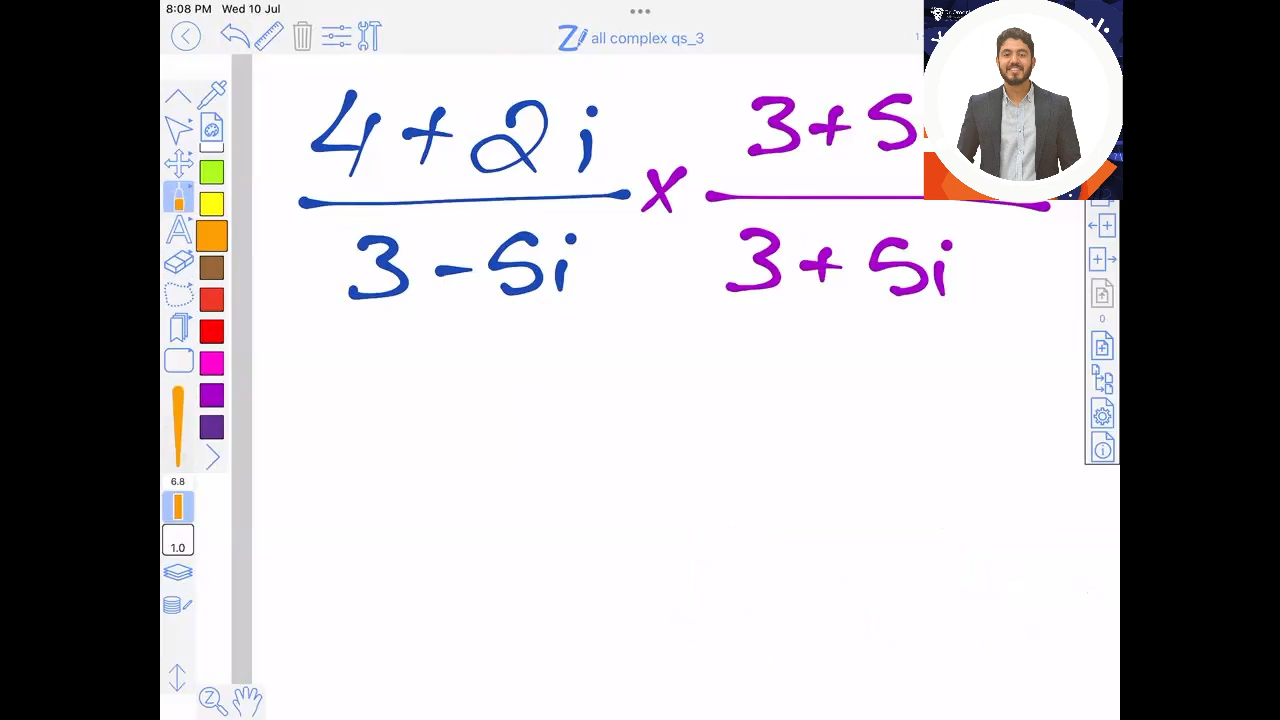 8:08 PM Wed 10 Jul
all complex qs_3
4 + 2i × 3 + 5
3 - 5i 3 + 5i
A
6.8
1.0
0
Z